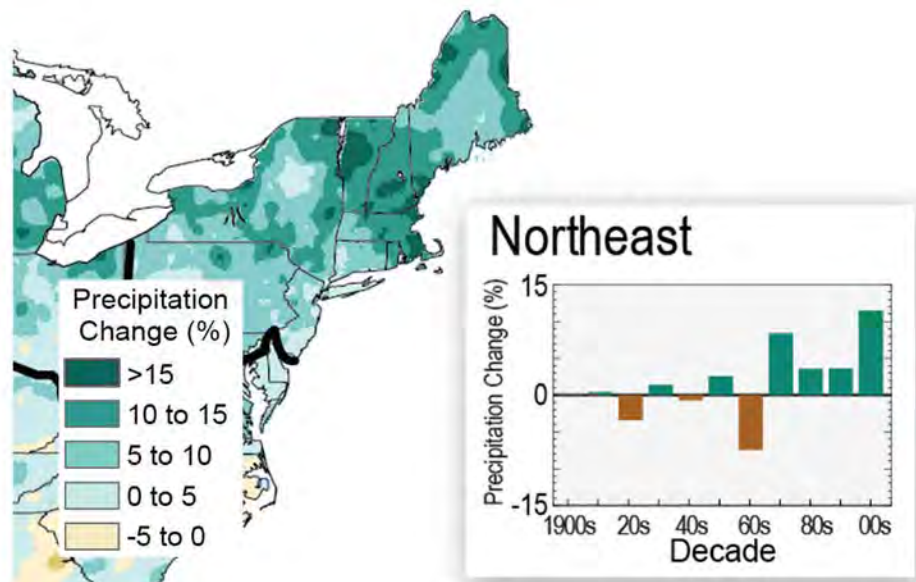 Precipitation
Change (%)
>15
10 to 15
5 to 10
0 to 5
-5 to 0
Northeast
Precipitation Change (%)
15
0
-15
1900s 20s 40s 60s 80s 00s
Decade